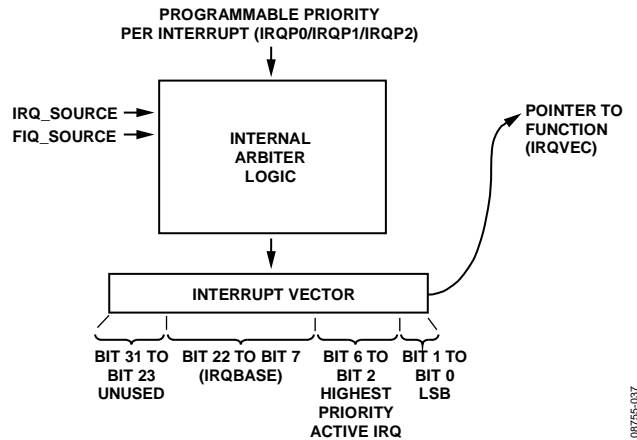 PROGRAMMABLE PRIORITY
PER INTERRUPT (IRQP0/IRQP1/IRQP2)
IRQ_SOURCE
FIQ_SOURCE
INTERNAL
ARBITER
LOGIC
POINTER TO
FUNCTION
(IRQVEC)
INTERRUPT VECTOR
BIT 31 TO
BIT 23
UNUSED
BIT 22 TO BIT 7
(IRQBASE)
BIT 6 TO
BIT 2
HIGHEST
PRIORITY
ACTIVE IRQ
BIT 1 TO
BIT 0
LSB
08755-037